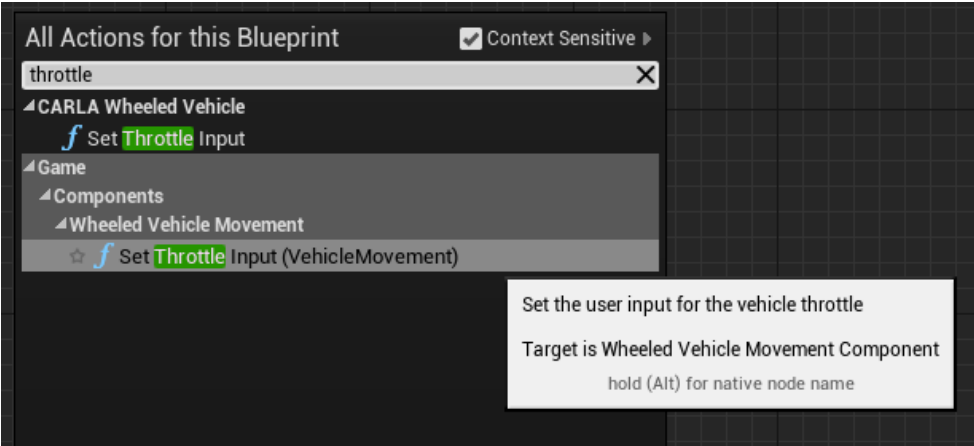 All Actions for this Blueprint
Context Sensitive
throttle
CARLA Wheeled Vehicle
f Set Throttle Input
Game
Components
Wheeled Vehicle Movement
f Set Throttle Input (VehicleMovement)
Set the user input for the vehicle throttle
Target is Wheeled Vehicle Movement Component
hold (Alt) for native node name